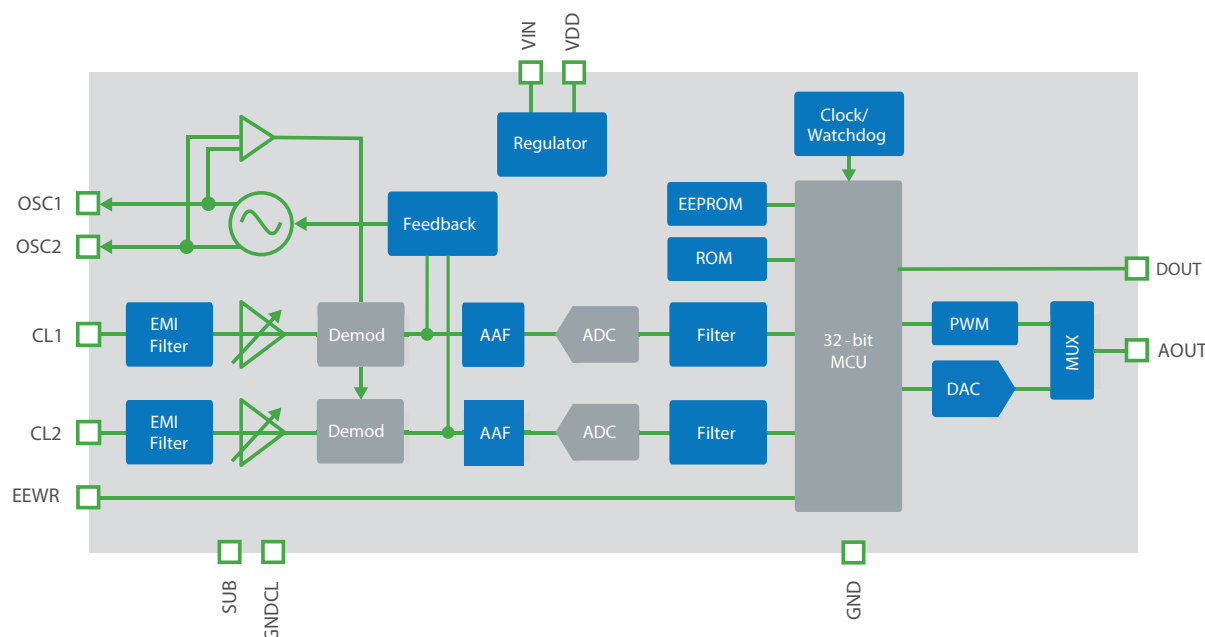 VIN
VDD
Clock/
Watchdog
Regulator
EEPROM
OSC1
Feedback
OSC2
ROM
DOUT
CL1
EMI
Filter
Demod
AAF
ADC
Filter
32-bit
MCU
PWM
MUX
AOUT
DAC
CL2
EMI
Filter
Demod
AAF
ADC
Filter
EEWR
SUB
GNDCL
GND